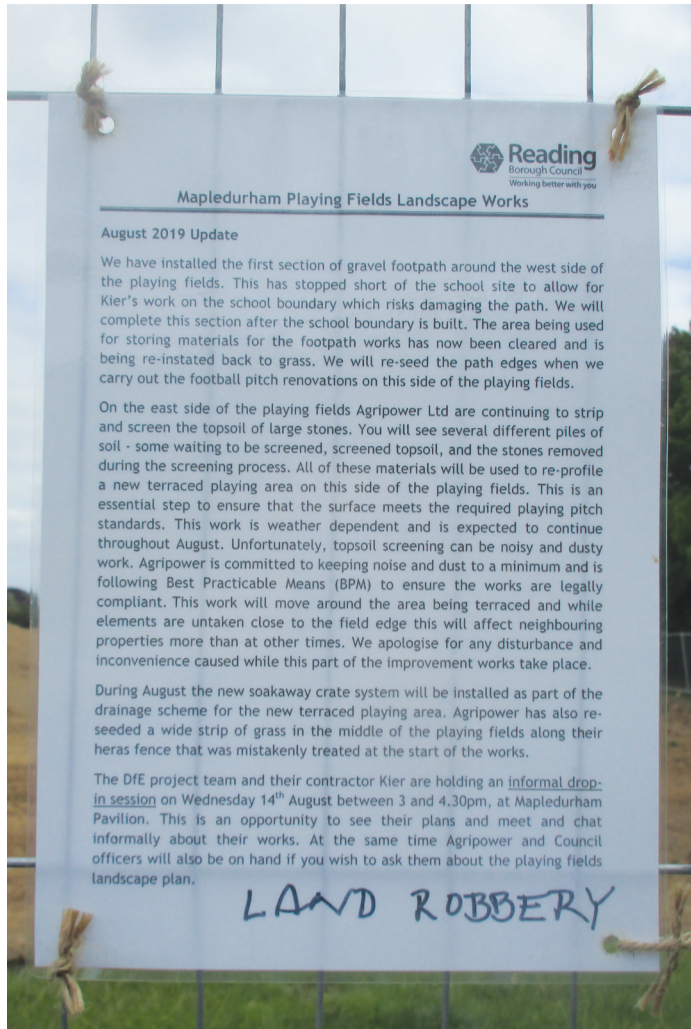 Reading
Borough Council
Working better with you
Mapledurham Playing Fields Landscape Works
August 2019 Update
We have installed the first section of gravel footpath around the west side of
the playing fields. This has stopped short of the school site to allow for
Kier's work on the school boundary which risks damaging the path. We will
complete this section after the school boundary is built. The area being used
for storing materials for the footpath works has now been cleared and is
being re-instated back to grass. We will re-seed the path edges when we
carry out the football pitch renovations on this side of the playing fields.
On the east side of the playing fields Agripower Ltd are continuing to strip
and screen the topsoil of large stones. You will see several different piles of
soil - some waiting to be screened, screened topsoil, and the stones removed
during the screening process. All of these materials will be used to re-profile
a new terraced playing area on this side of the playing fields. This is an
essential step to ensure that the surface meets the required playing pitch
standards. This work is weather dependent and is expected to continue
throughout August. Unfortunately, topsoil screening can be noisy and dusty
work. Agripower is committed to keeping noise and dust to a minimum and is
following Best Practicable Means (BPM) to ensure the works are legally
compliant. This work will move around the area being terraced and while
elements are untaken close to the field edge this will affect neighbouring
properties more than at other times. We apologise for any disturbance and
inconvenience caused while this part of the improvement works take place.
During August the new soakaway crate system will be installed as part of the
drainage scheme for the new terraced playing area. Agripower has also re-
seeded a wide strip of grass in the middle of the playing fields along their
heras fence that was mistakenly treated at the start of the works.
The DfE project team and their contractor Kier are holding an informal drop-
in session on Wednesday 14th August between 3 and 4.30pm, at Mapledurham
Pavilion. This is an opportunity to see their plans and meet and chat
informally about their works. At the same time Agripower and Council
officers will also be on hand if you wish to ask them about the playing fields
landscape plan.
LAND ROBBERY